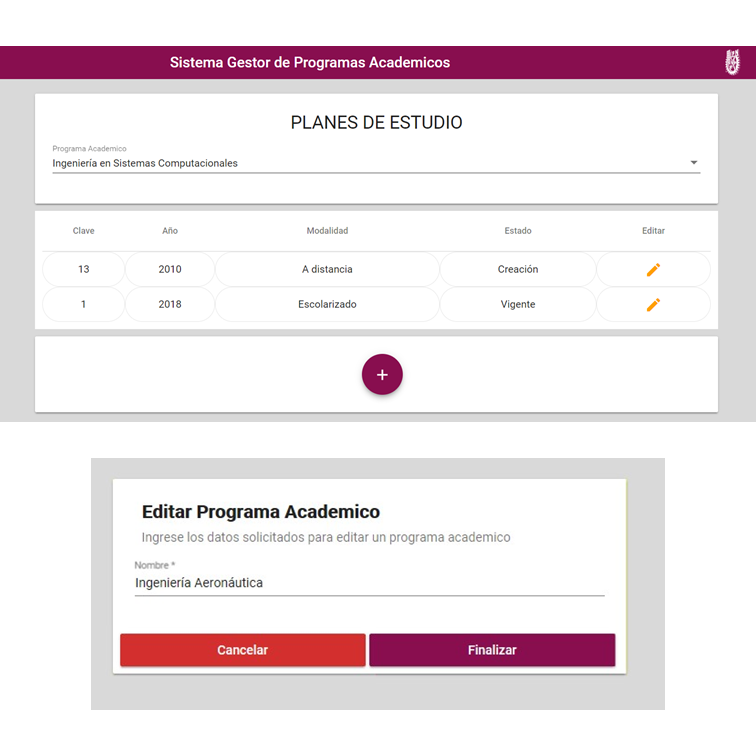 Sistema Gestor de Programas Academicos
PLANES DE ESTUDIO
Programa Academico
Ingeniería en Sistemas Computacionales
Clave Año Modalidad Estado Editar
13 2010 A distancia Creación
1 2018 Escolarizado Vigente
+
Editar Programa Academico
Ingrese los datos solicitados para editar un programa academico
Nombre *
Ingeniería Aeronáutica
Cancelar Finalizar